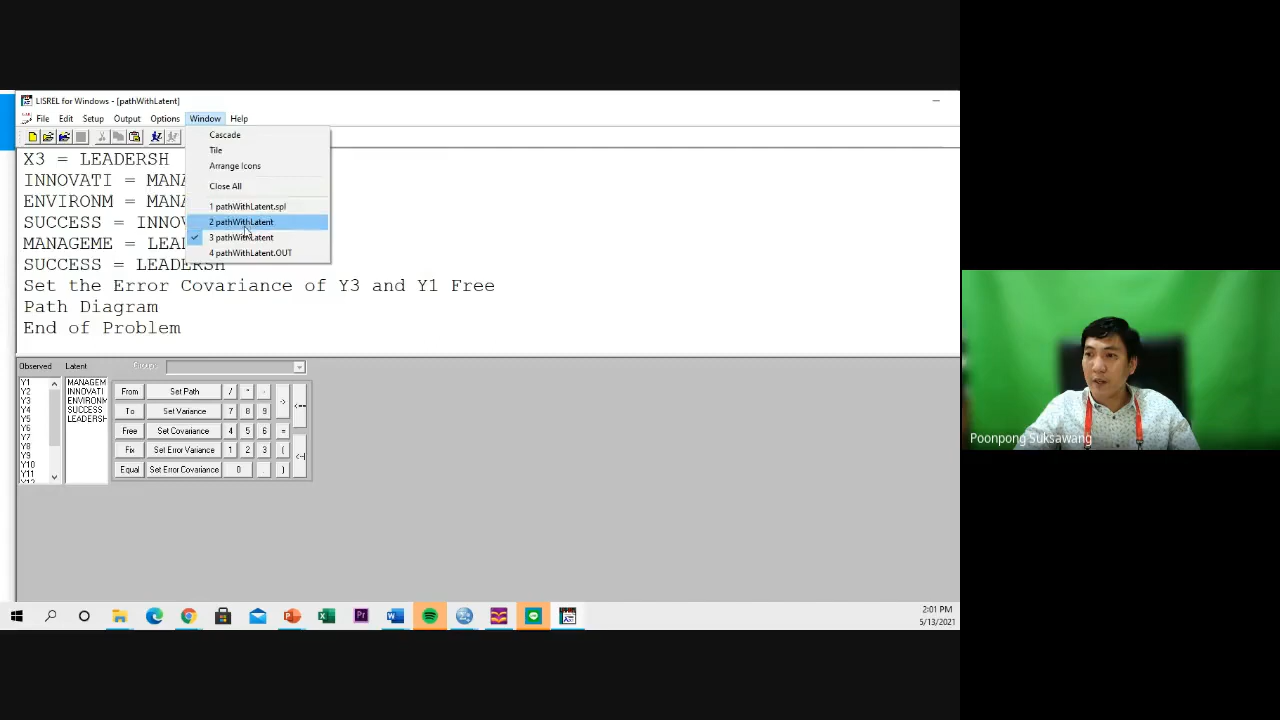 LISREL for Windows - [pathWithLatent]
File Edit Setup Output Options Window Help
Cascade
Tile
Arrange Icons
Close All
1 pathWithLatent.spl
2 pathWithLatent
3 pathWithLatent
4 pathWithLatent.OUT
X3 = LEADERSH
INNOVATI = MANA
ENVIRONM = MANA
SUCCESS = INNOV
MANAGEME = LEA
SUCCESS = LEADERSH
Set the Error Covariance of Y3 and Y1 Free
Path Diagram
End of Problem
Observed Latent Group:
Y1
Y2
Y3
Y4
Y5
Y6
Y7
Y8
Y9
Y10
Y11
Y12
MANAGEM
INNOVATI
ENVIRONM
SUCCESS
LEADERSH
From Set Path / * -
To Set Variance 7 8 9
Free Set Covariance 4 5 6 =
Fix Set Error Variance 1 2 3 (
Equal Set Error Covariance 0 . )
-> <== <--|
Poonpong Suksawang
2:01 PM
5/13/2021